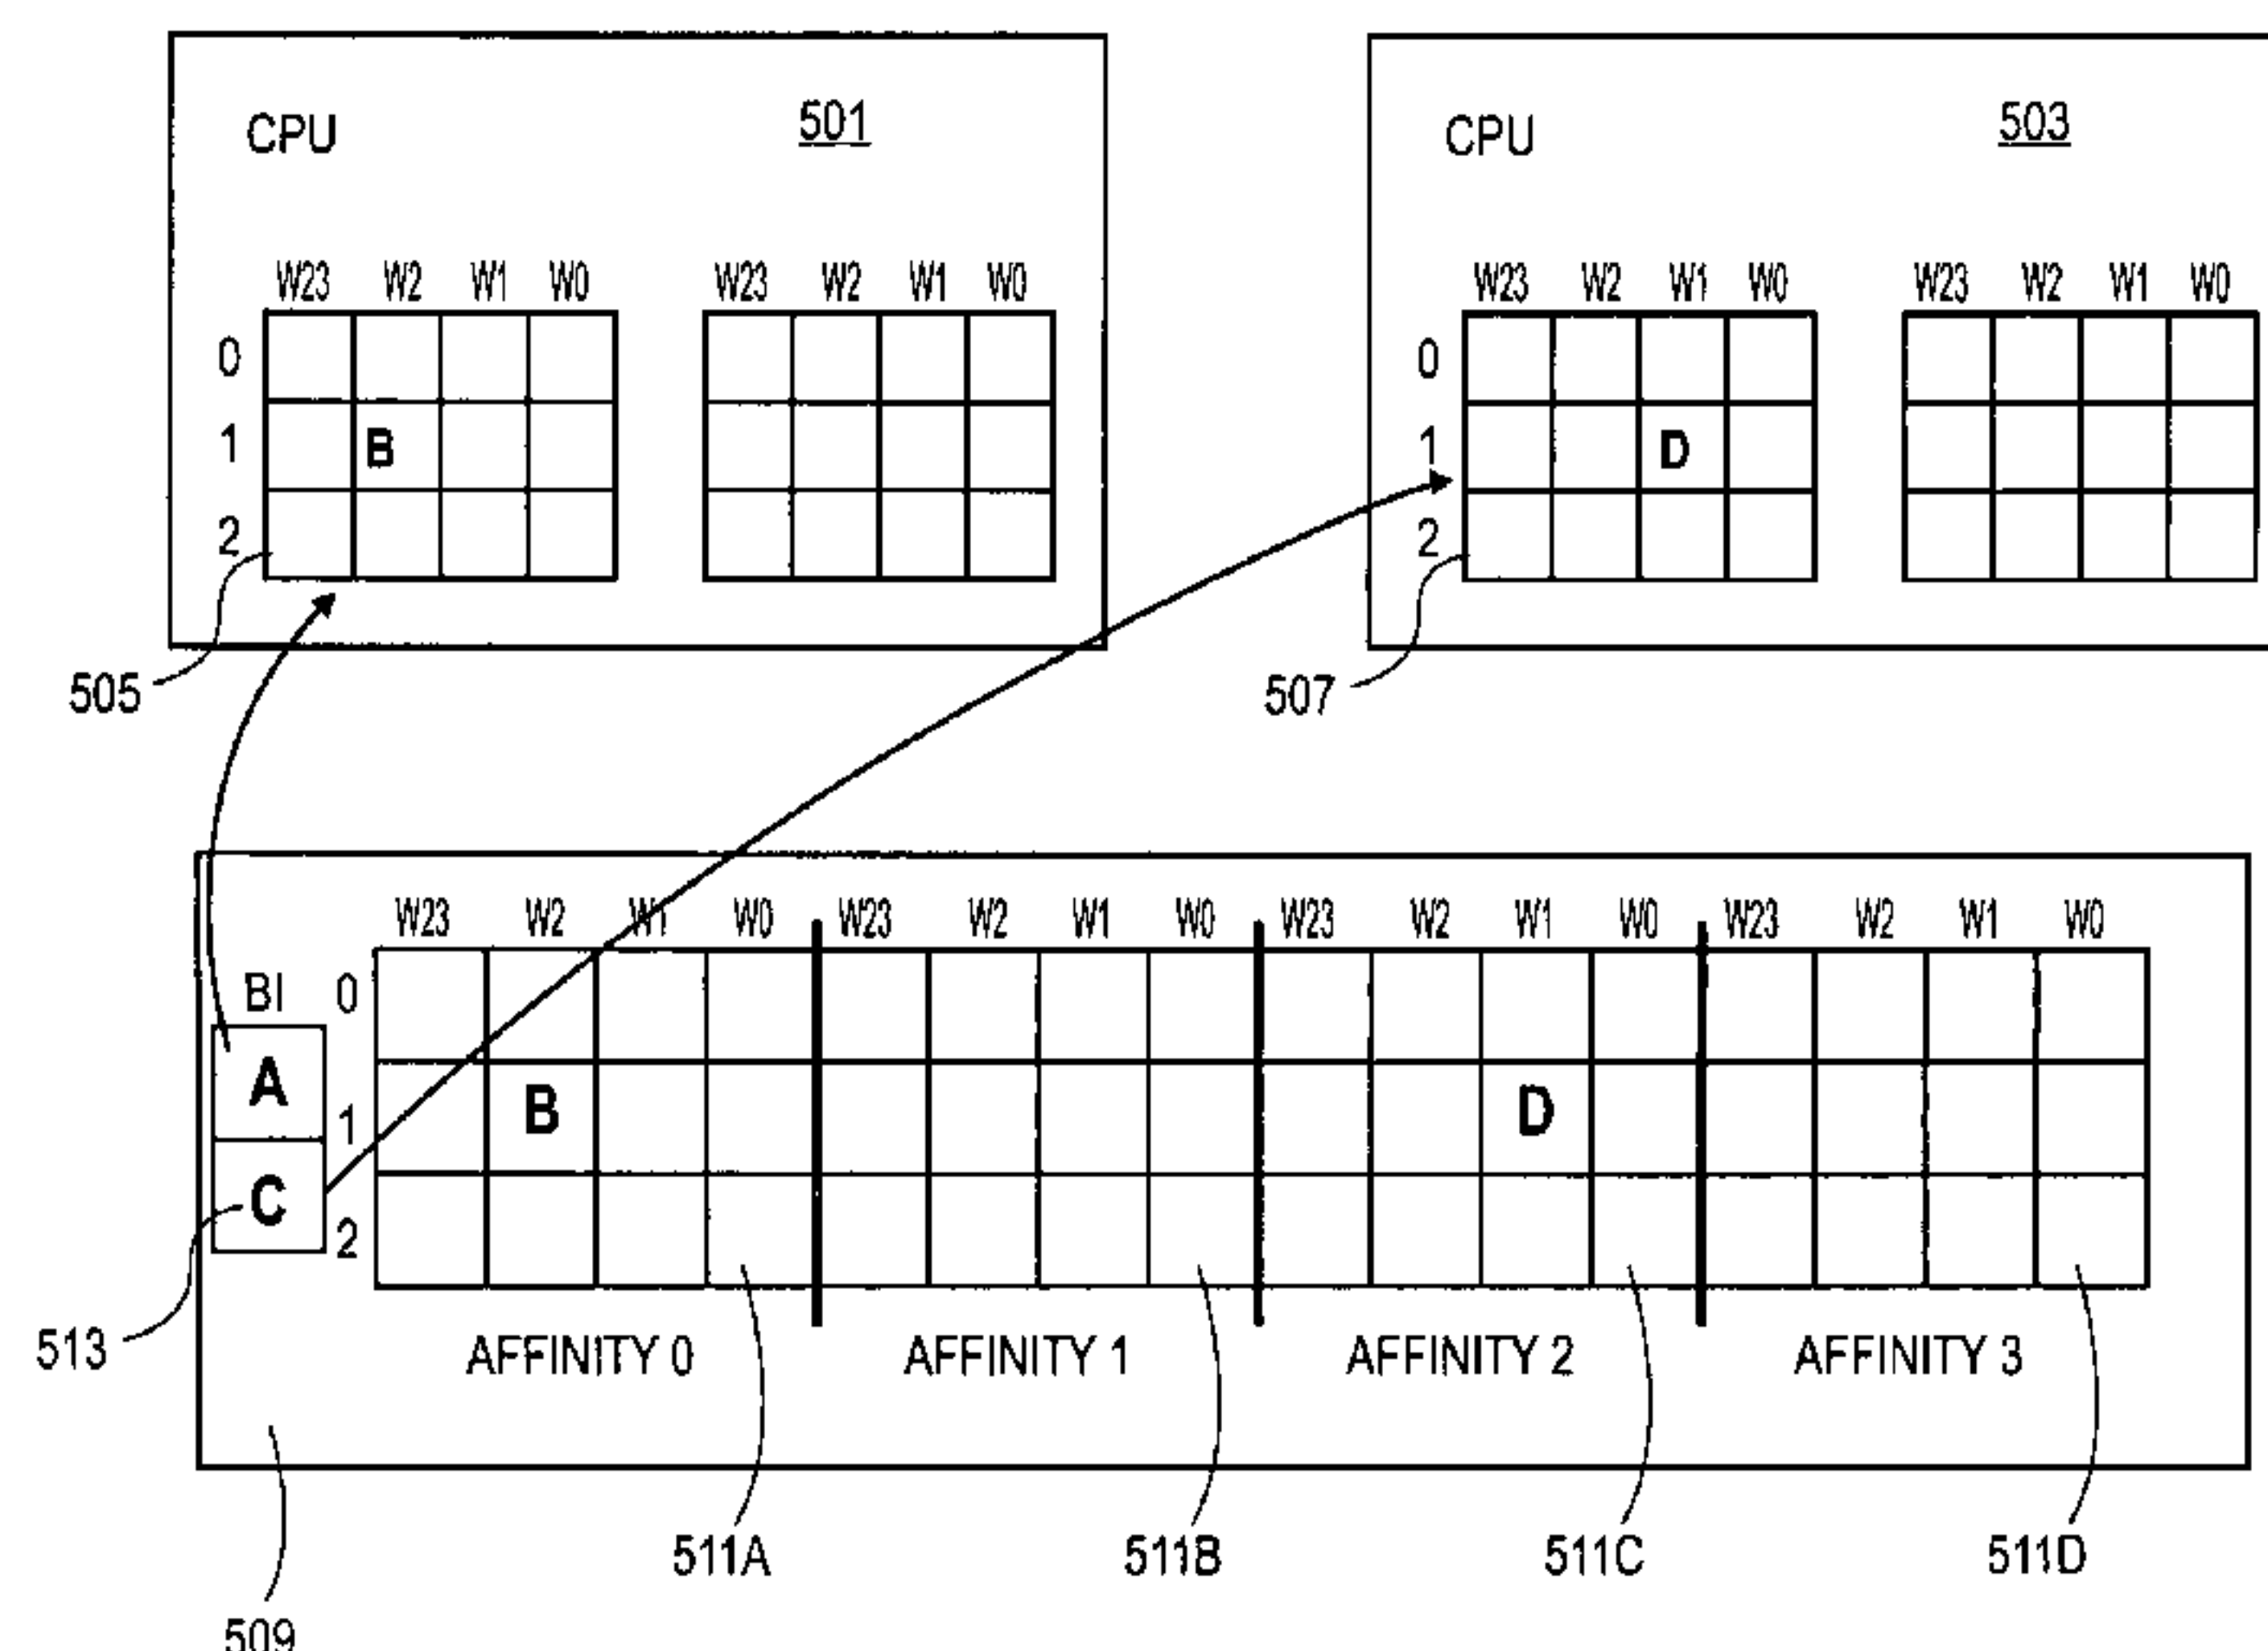 CPU 501 CPU 503
W23 W2 W1 W0 W23 W2 W1 W0 W23 W2 W1 W0 W23 W2 W1 W0
0 0
1 B 1 D
2 2
505 507
W23 W2 W1 W0 W23 W2 W1 W0 W23 W2 W1 W0 W23 W2 W1 W0
BI 0
A
1 B D
C
2
513
AFFINITY 0 AFFINITY 1 AFFINITY 2 AFFINITY 3
511A 511B 511C 511D
509